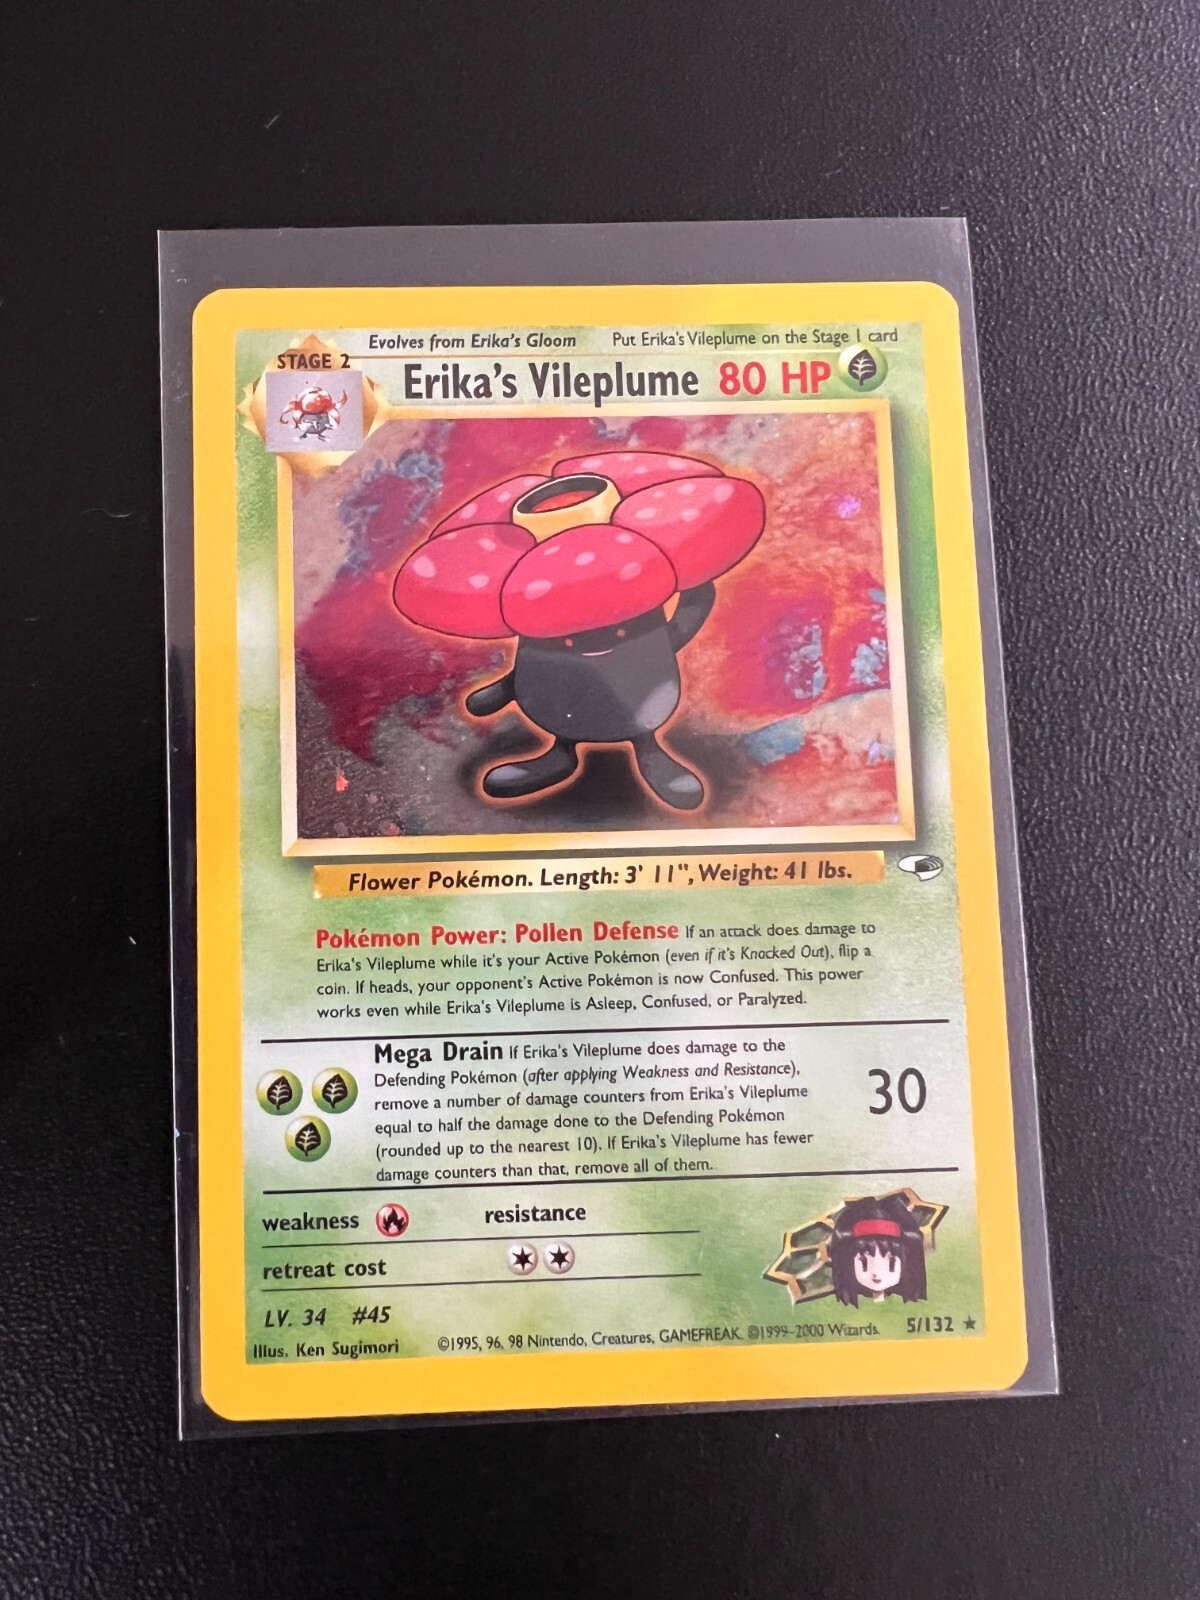 Evolves from Erika's Gloom Put Erika's Vileplume on the Stage 1 card
STAGE 2
Erika's Vileplume 80 HP
Flower Pokémon. Length: 3' 11", Weight: 41 lbs.
Pokémon Power: Pollen Defense If an attack does damage to
Erika's Vileplume while it's your Active Pokémon (even if it's Knocked Out), flip a
coin. If heads, your opponent's Active Pokémon is now Confused. This power
works even while Erika's Vileplume is Asleep, Confused, or Paralyzed.
Mega Drain If Erika's Vileplume does damage to the
Defending Pokémon (after applying Weakness and Resistance),
remove a number of damage counters from Erika's Vileplume
equal to half the damage done to the Defending Pokémon
(rounded up to the nearest 10). If Erika's Vileplume has fewer
damage counters than that, remove all of them.
30
weakness resistance
retreat cost
LV. 34 #45
Illus. Ken Sugimori ©1995, 96, 98 Nintendo, Creatures, GAMEFREAK. ©1999-2000 Wizards. 5/132 ★